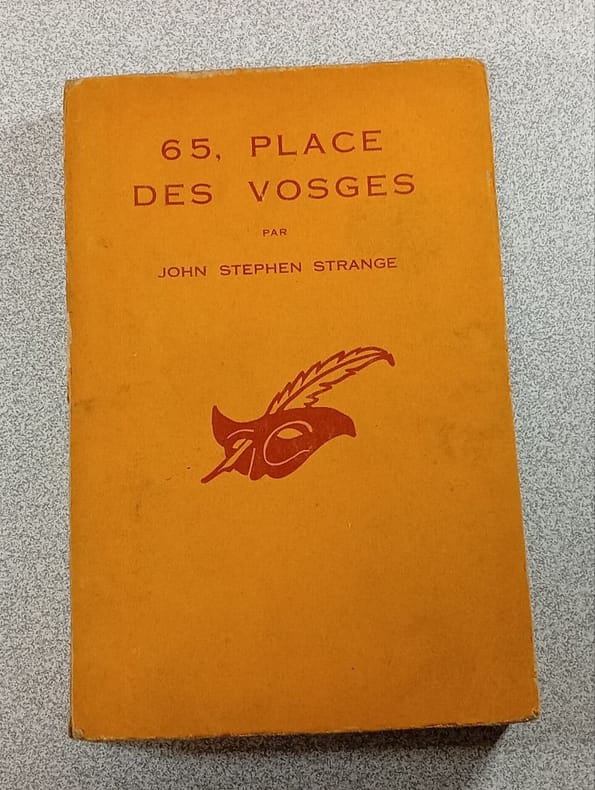 65, PLACE
DES VOSGES
PAR
JOHN STEPHEN STRANGE